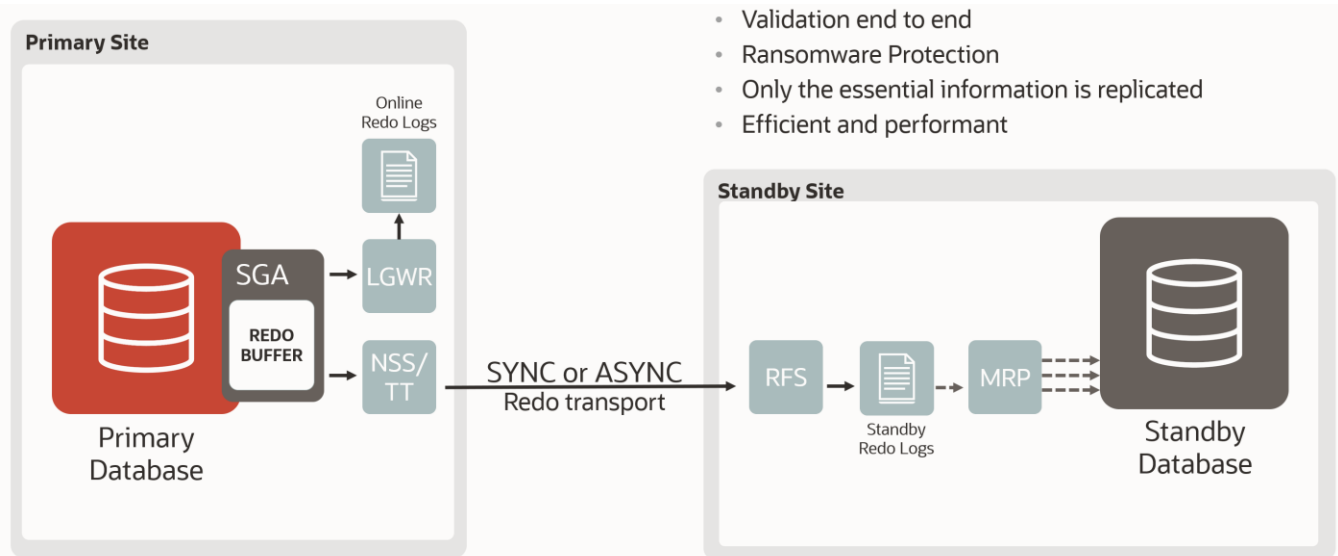 Primary Site
Online
Redo Logs
SGA
REDO
BUFFER
LGWR
NSS/
TT
Primary
Database
SYNC or ASYNC
Redo transport
• Validation end to end
• Ransomware Protection
• Only the essential information is replicated
• Efficient and performant
Standby Site
RFS
Standby
Redo Logs
MRP
Standby
Database